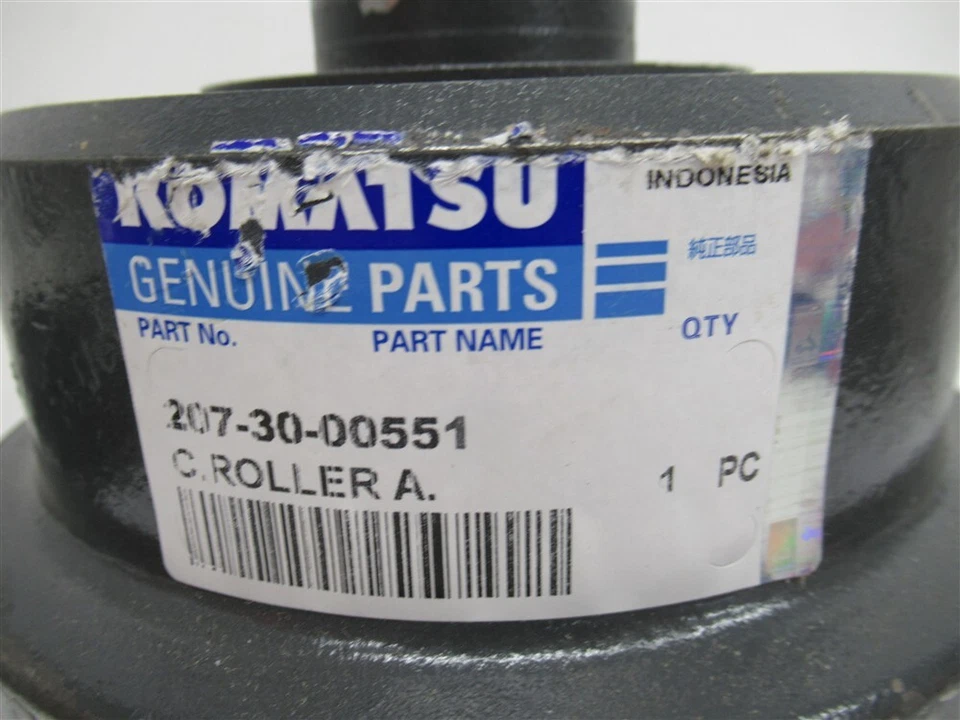 INDONESIA
KOMATSU
GENUINE PARTS
純正部品
PART No. PART NAME QTY
207-30-00551
C.ROLLER A. 1 PC